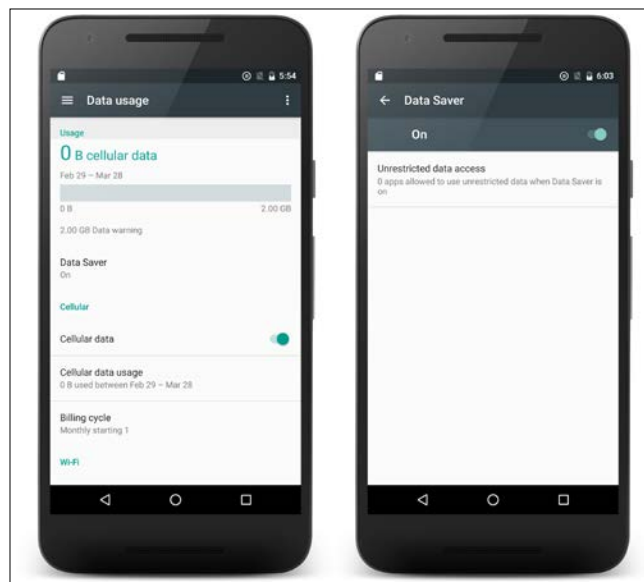 5:54
Data usage
Usage
0 B cellular data
Feb 29 – Mar 28
0 B 2.00 GB
2.00 GB Data warning
Data Saver
On
Cellular
Cellular data
Cellular data usage
0 B used between Feb 29 – Mar 28
Billing cycle
Monthly starting 1
Wi-Fi
6:03
Data Saver
On
Unrestricted data access
0 apps allowed to use unrestricted data when Data Saver is
on